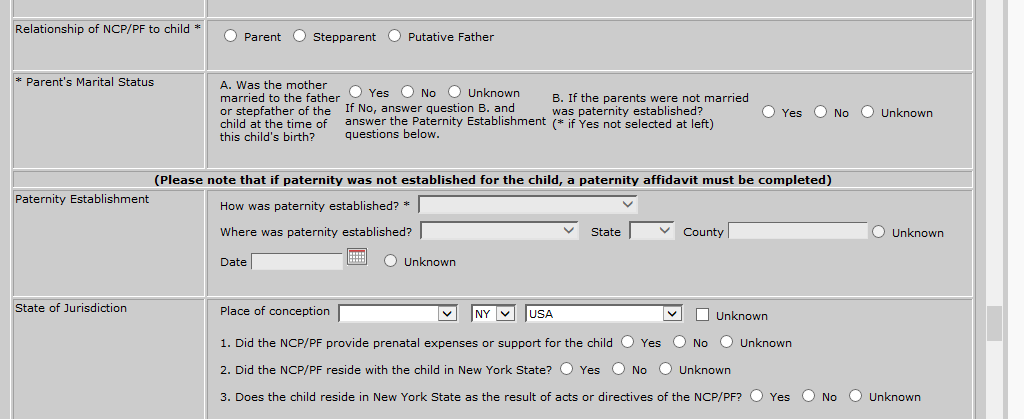 Relationship of NCP/PF to child *
Parent Stepparent Putative Father
* Parent's Marital Status
A. Was the mother
married to the father
or stepfather of the
child at the time of
this child's birth?
Yes No Unknown
If No, answer question B. and
answer the Paternity Establishment
questions below.
B. If the parents were not married
was paternity established?
(* if Yes not selected at left)
Yes No Unknown
(Please note that if paternity was not established for the child, a paternity affidavit must be completed)
Paternity Establishment
How was paternity established? *
Where was paternity established? State County Unknown
Date Unknown
State of Jurisdiction
Place of conception NY USA Unknown
1. Did the NCP/PF provide prenatal expenses or support for the child Yes No Unknown
2. Did the NCP/PF reside with the child in New York State? Yes No Unknown
3. Does the child reside in New York State as the result of acts or directives of the NCP/PF? Yes No Unknown